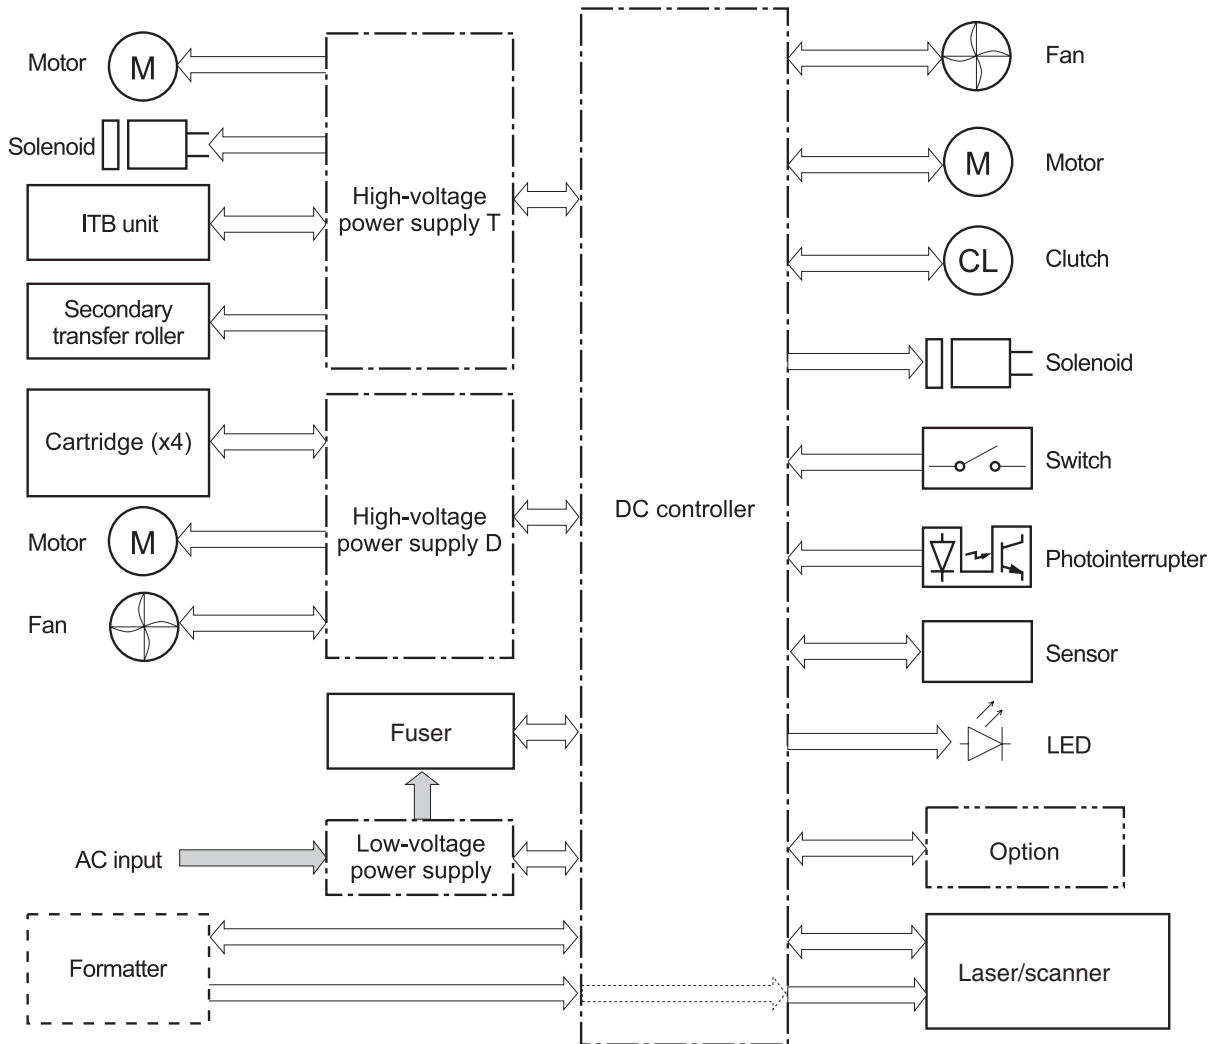 Motor
M
Solenoid
ITB unit
Secondary
transfer roller
High-voltage
power supply T
Cartridge (x4)
Motor
M
Fan
High-voltage
power supply D
Fuser
AC input
Low-voltage
power supply
Formatter
DC controller
Fan
M
Motor
CL
Clutch
Solenoid
Switch
Photointerrupter
Sensor
LED
Option
Laser/scanner